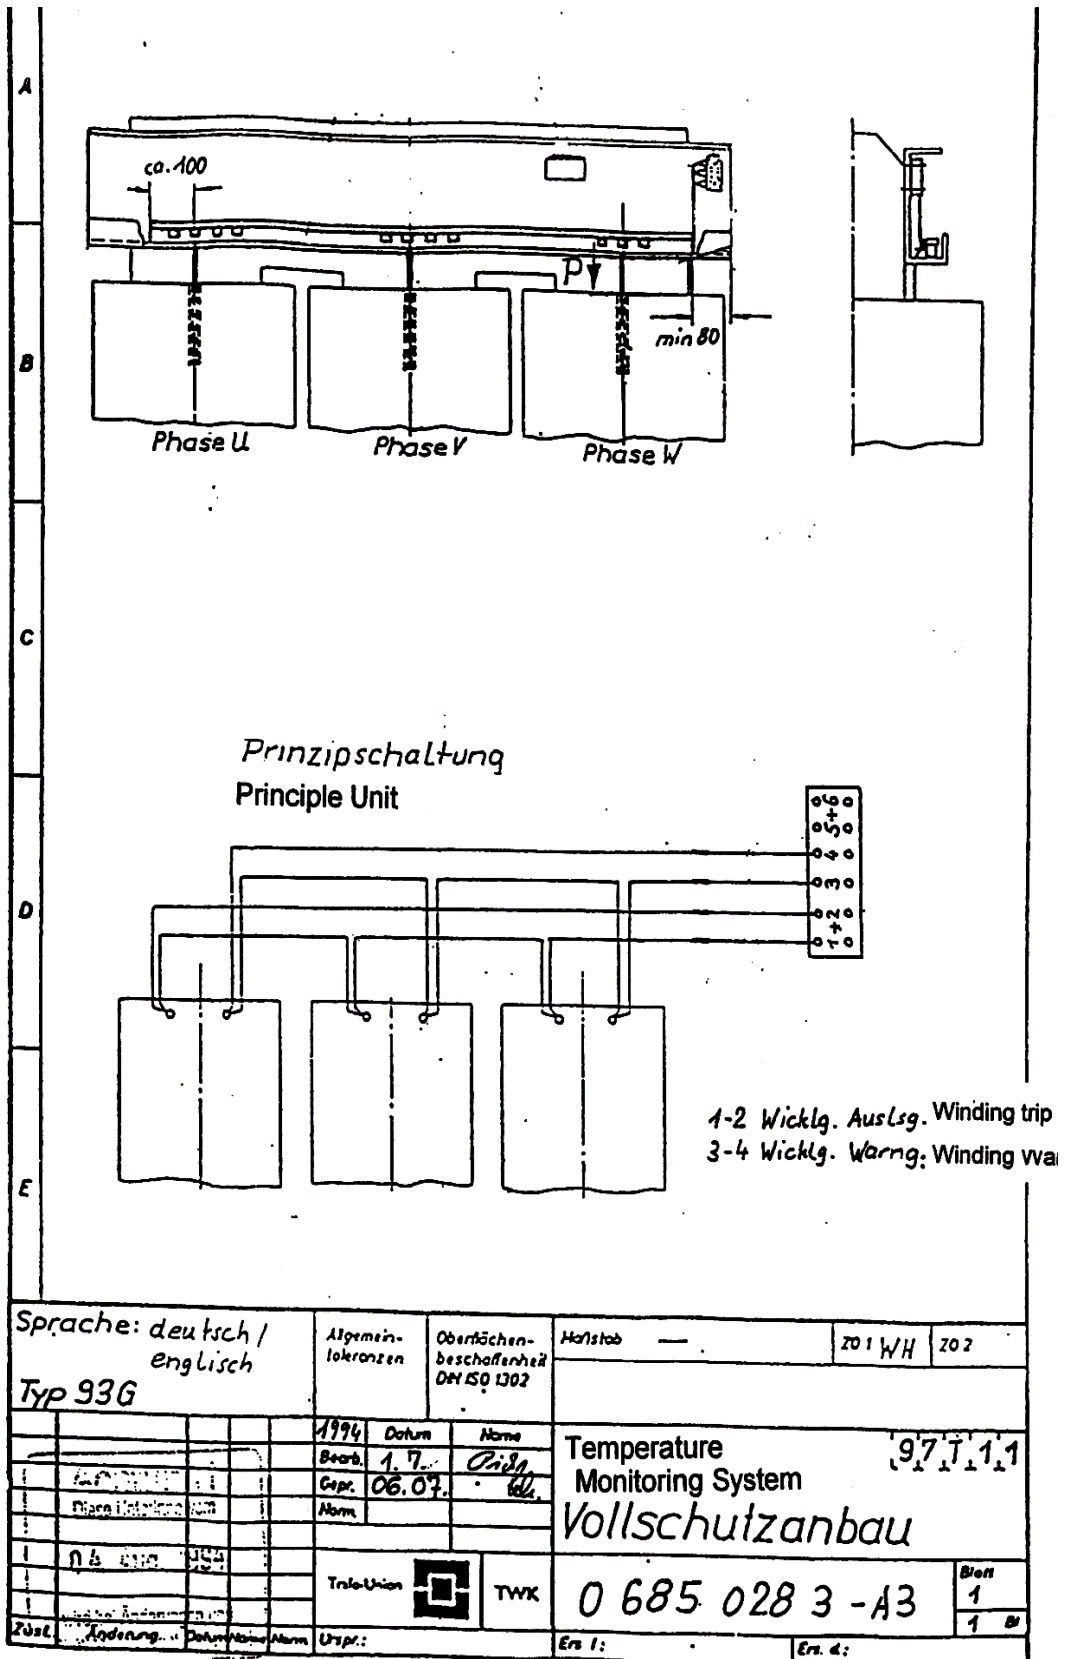 A
ca. 100
P
min 80
B
Phase U
Phase V
Phase W
C
Prinzipschaltung
Principle Unit
5+6
4
3
1+2
D
1-2 Wicklg. Auslsg. Winding trip
3-4 Wicklg. Warng: Winding wa
E
Sprache: deutsch/
englisch
Typ 93G
Allgemein-
toleranzen
Oberflächen-
beschaffenheit
DIN ISO 1302
Maßstab —
ZO1 WH
ZO2
1994 Datum Name
Bearb. 1.7.
Gepr. 06.07.
Norm
Temperature
Monitoring System
97T11
Vollschutzanbau
Trafo-Union
TWK
0 685 028 3 -A3
Blatt
1
1 Bl
Zust. Änderung Datum Name Norm
Urspr.:
Ers. f.:
Ers. d.: